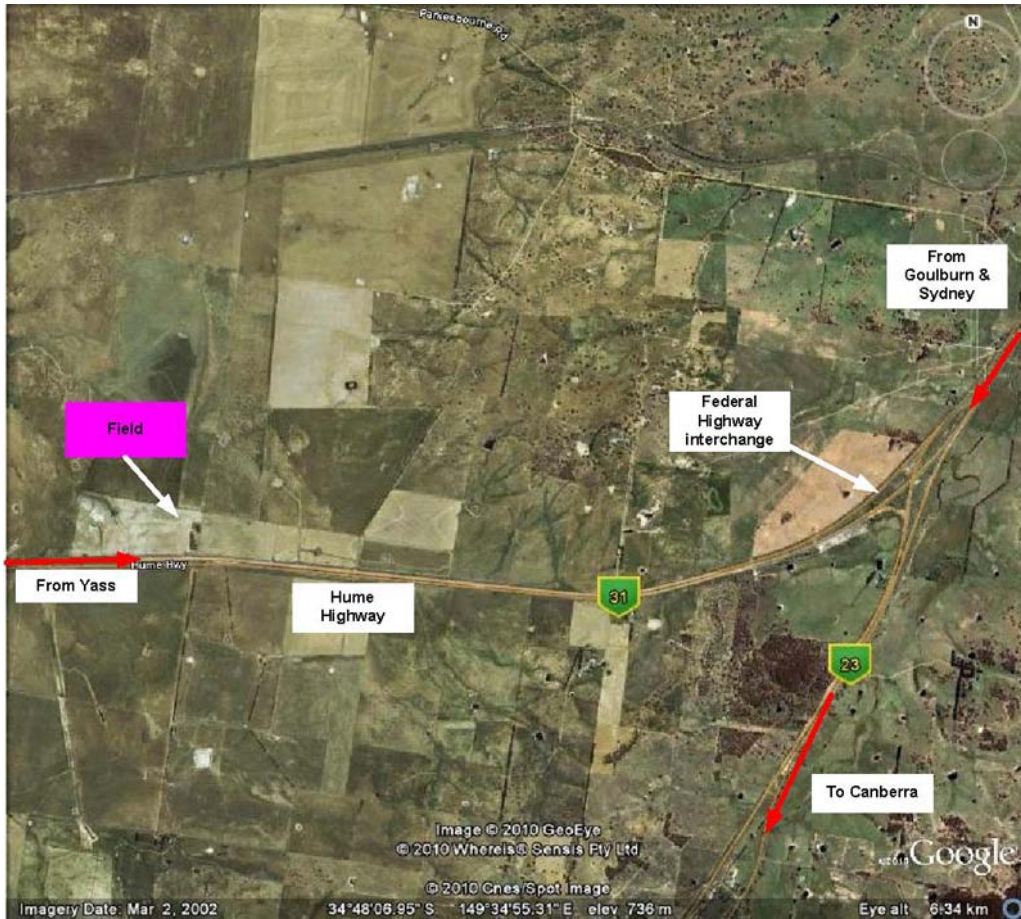 Parkesbourne Rd
N
From
Goulburn &
Sydney
Federal
Highway
interchange
Field
Hume Hwy
From Yass
Hume
Highway
31
23
To Canberra
Image © 2010 GeoEye
© 2010 Whereis® Sensis Pty Ltd
©2010 Google
© 2010 Cnes/Spot Image
Imagery Date: Mar 2, 2002
34°48'06.95" S 149°34'55.31" E elev 736 m
Eye alt 6.34 km